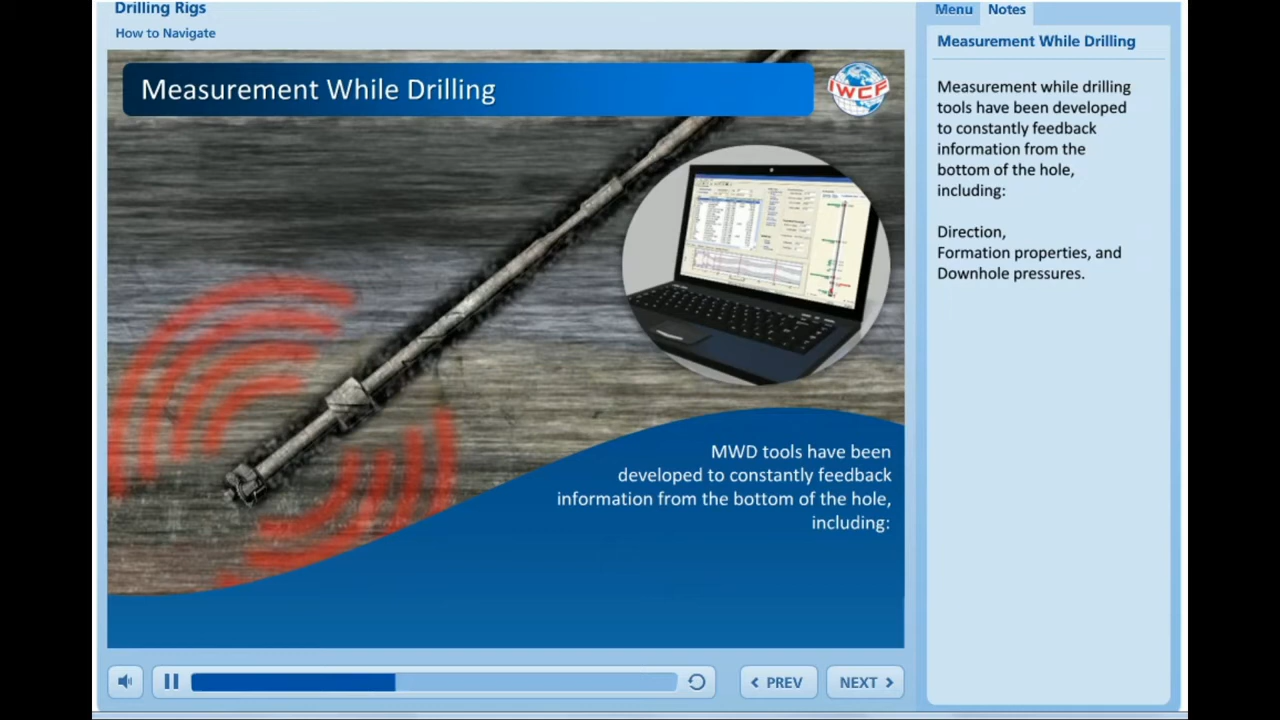 Drilling Rigs
How to Navigate
Measurement While Drilling
IWCF
MWD tools have been
developed to constantly feedback
information from the bottom of the hole,
including:
PREV
NEXT
Menu
Notes
Measurement While Drilling
Measurement while drilling
tools have been developed
to constantly feedback
information from the
bottom of the hole,
including:
Direction,
Formation properties, and
Downhole pressures.